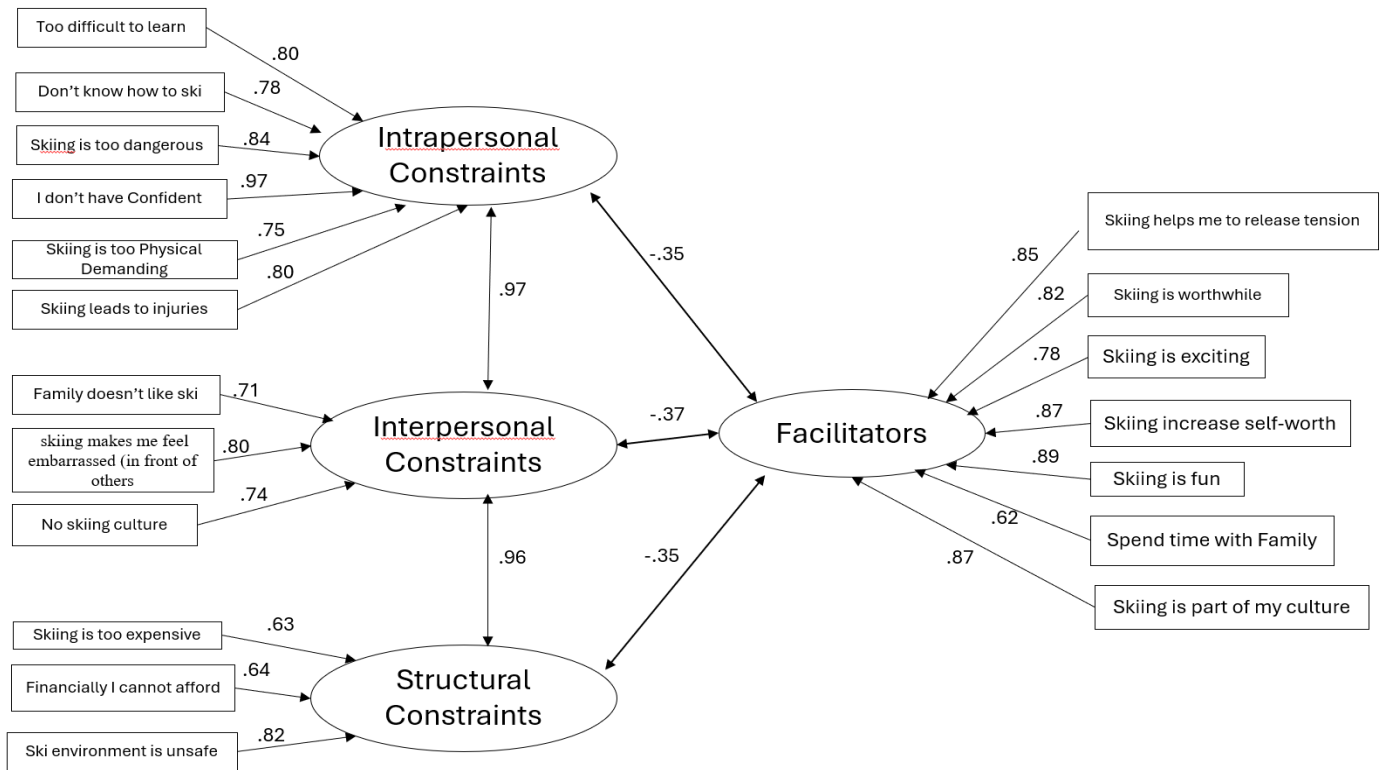 Too difficult to learn
.80
Don't know how to ski
.78
Skiing is too dangerous
.84
I don't have Confident
.97
Skiing is too Physical
Demanding
.75
Skiing leads to injuries
.80
Intrapersonal
Constraints
.97
-.35
Family doesn't like ski
.71
skiing makes me feel
embarrassed (in front of
others
.80
No skiing culture
.74
Interpersonal
Constraints
-.37
.96
Skiing is too expensive
.63
Financially I cannot afford
.64
Ski environment is unsafe
.82
Structural
Constraints
-.35
Facilitators
Skiing helps me to release tension
.85
Skiing is worthwhile
.82
Skiing is exciting
.78
Skiing increase self-worth
.87
Skiing is fun
.89
Spend time with Family
.62
Skiing is part of my culture
.87